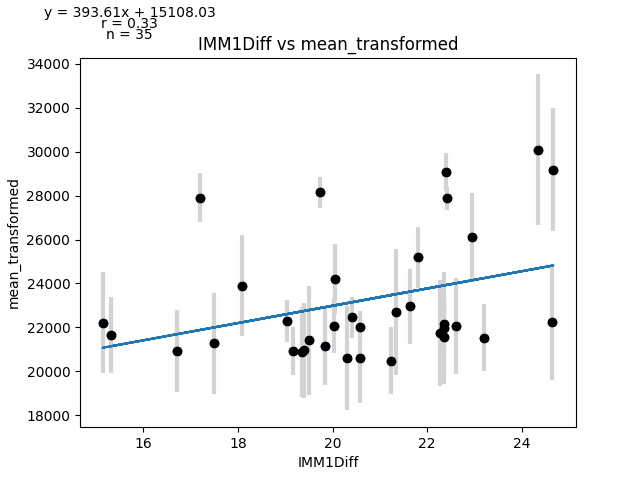 y = 393.61x + 15108.03
r = 0.33
n = 35
IMM1Diff vs mean_transformed
34000
32000
30000
28000
26000
24000
22000
20000
18000
mean_transformed
16
18
20
22
24
IMM1Diff